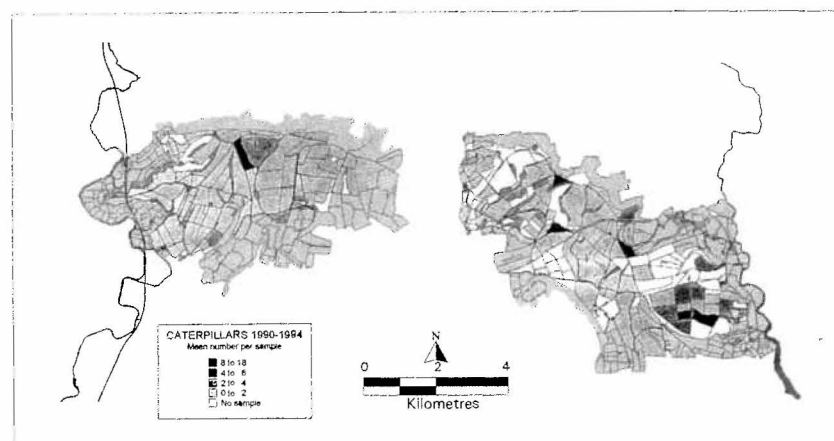 CATERPILLARS 1990-1994
Mean number per sample
8 to 18
4 to 8
2 to 4
0 to 2
No sample
N
0 2 4
Kilometres